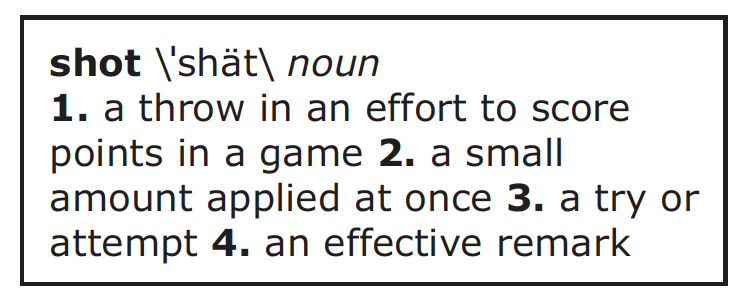 shot \ˈshät\ noun
1. a throw in an effort to score
points in a game 2. a small
amount applied at once 3. a try or
attempt 4. an effective remark